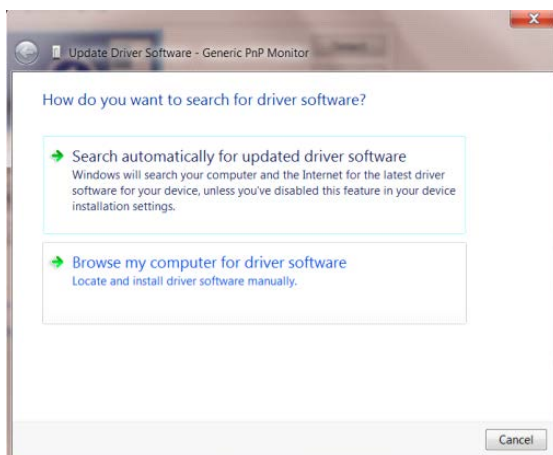 Update Driver Software - Generic PnP Monitor
How do you want to search for driver software?
Search automatically for updated driver software
Windows will search your computer and the Internet for the latest driver
software for your device, unless you've disabled this feature in your device
installation settings.
Browse my computer for driver software
Locate and install driver software manually.
Cancel